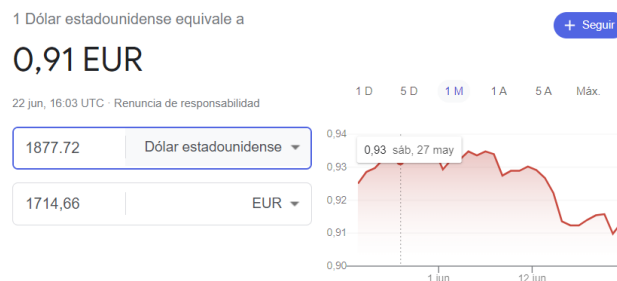 1 Dólar estadounidense equivale a
+ Seguir
0,91 EUR
22 jun, 16:03 UTC · Renuncia de responsabilidad
1 D 5 D 1 M 1 A 5 A Máx.
1877.72 Dólar estadounidense
1714,66 EUR
0,94
0,93 sáb, 27 may
0,93
0,92
0,91
0,90
1 jun 12 jun